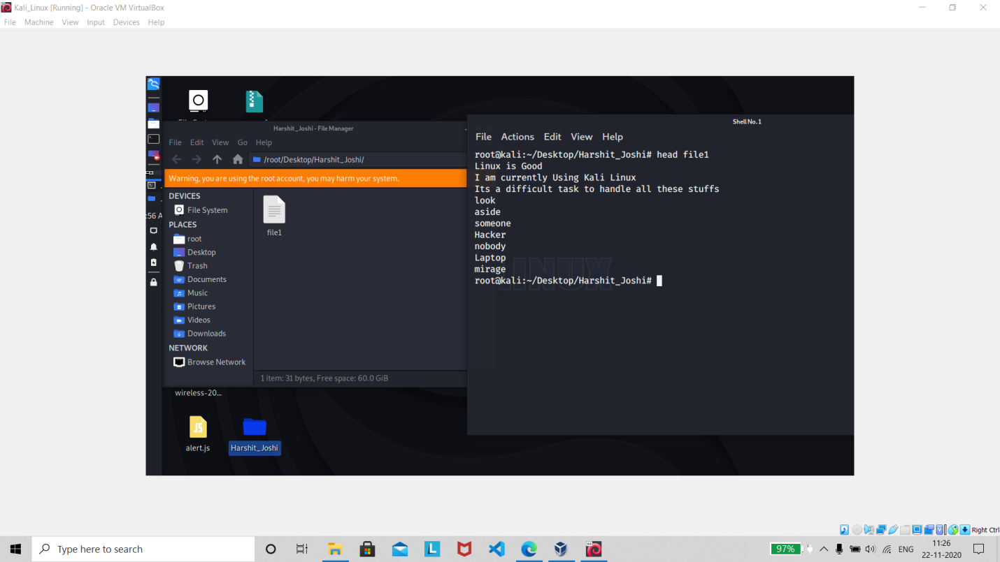 Kali_Linux [Running] - Oracle VM VirtualBox
File Machine View Input Devices Help
Harshit_Joshi - File Manager
File Edit View Go Help
/root/Desktop/Harshit_Joshi/
Warning, you are using the root account, you may harm your system.
DEVICES
File System
PLACES
root
Desktop
Trash
Documents
Music
Pictures
Videos
Downloads
NETWORK
Browse Network
file1
1 item: 31 bytes, Free space: 60.0 GiB
:56 A
wireless-20...
alert.js
Harshit_Joshi
Shell No. 1
File Actions Edit View Help
root@kali:~/Desktop/Harshit_Joshi# head file1
Linux is Good
I am currently Using Kali Linux
Its a difficult task to handle all these stuffs
look
aside
someone
Hacker
nobody
Laptop
mirage
root@kali:~/Desktop/Harshit_Joshi#
LINUX
Right Ctrl
Type here to search
97%
ENG
11:26
22-11-2020